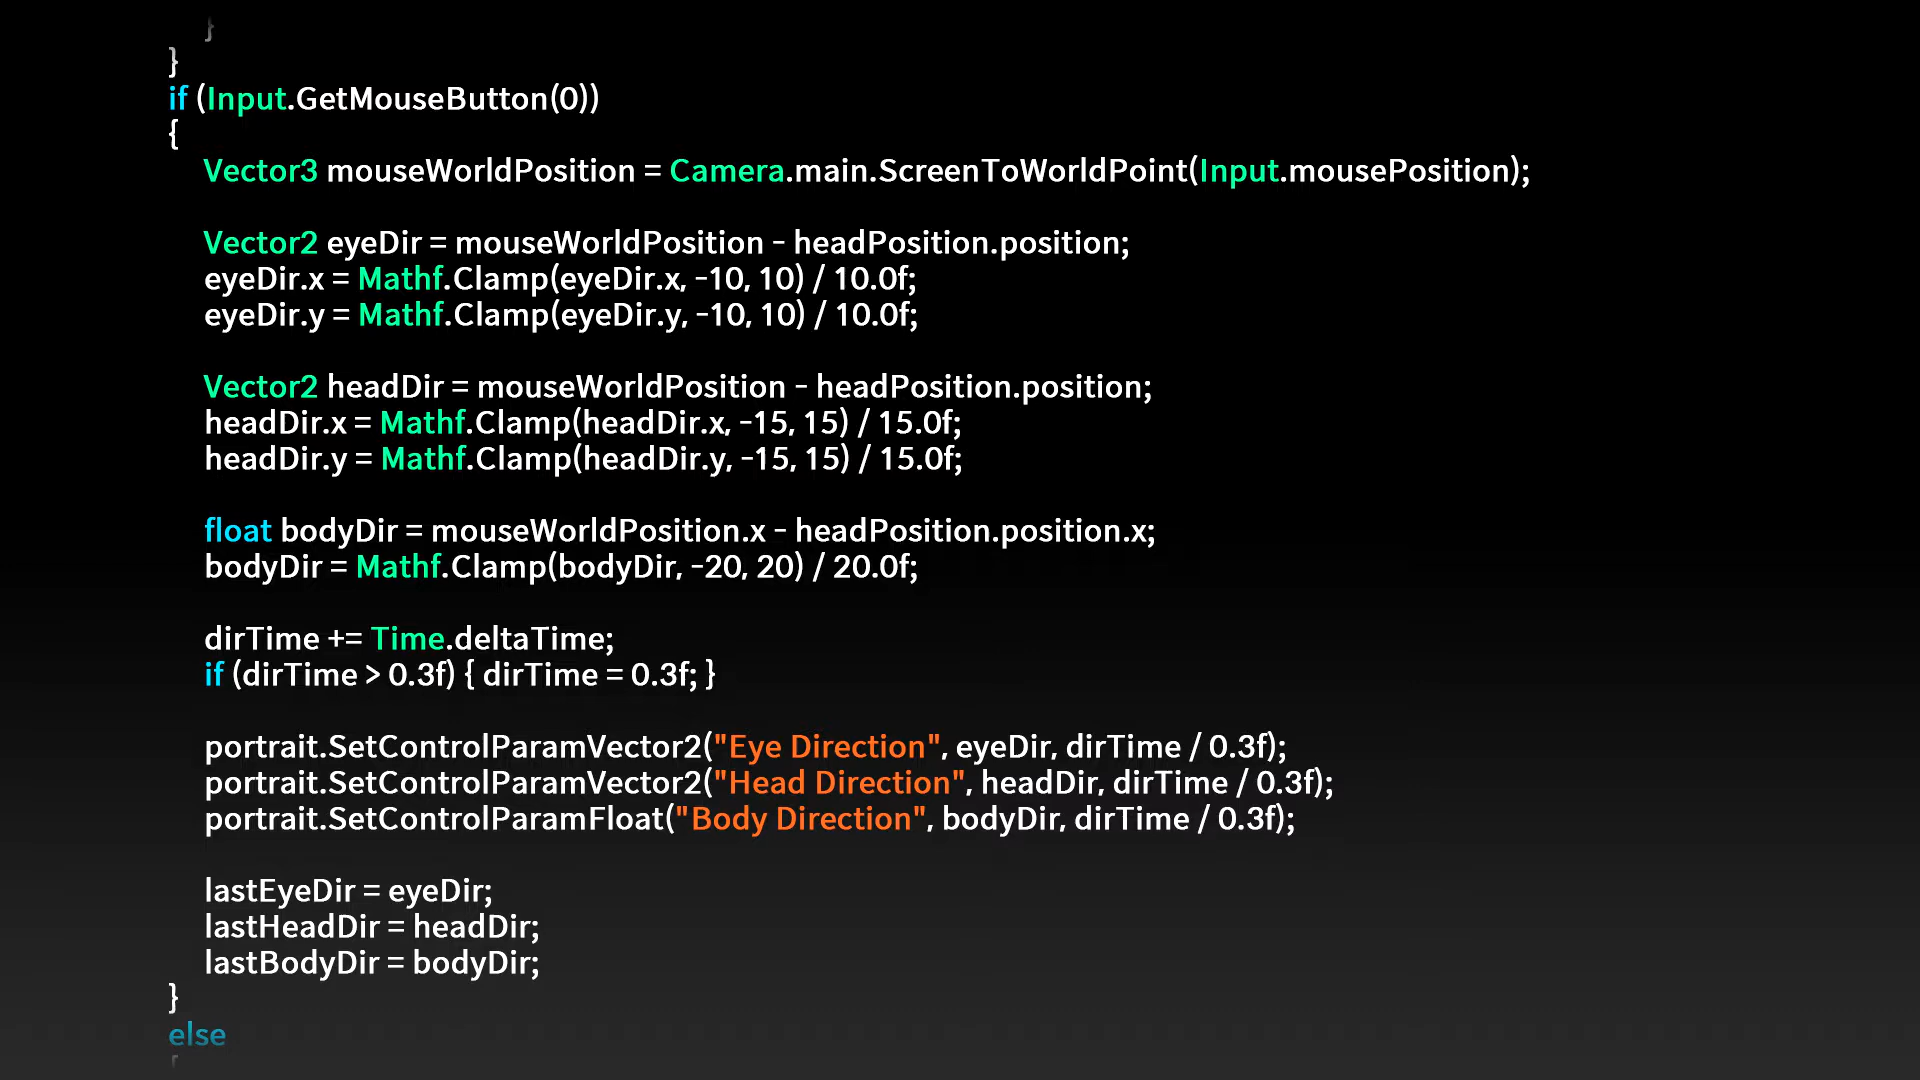 }
}
if (Input.GetMouseButton(0))
{
Vector3 mouseWorldPosition = Camera.main.ScreenToWorldPoint(Input.mousePosition);
Vector2 eyeDir = mouseWorldPosition - headPosition.position;
eyeDir.x = Mathf.Clamp(eyeDir.x, -10, 10) / 10.0f;
eyeDir.y = Mathf.Clamp(eyeDir.y, -10, 10) / 10.0f;
Vector2 headDir = mouseWorldPosition - headPosition.position;
headDir.x = Mathf.Clamp(headDir.x, -15, 15) / 15.0f;
headDir.y = Mathf.Clamp(headDir.y, -15, 15) / 15.0f;
float bodyDir = mouseWorldPosition.x - headPosition.position.x;
bodyDir = Mathf.Clamp(bodyDir, -20, 20) / 20.0f;
dirTime += Time.deltaTime;
if (dirTime > 0.3f) { dirTime = 0.3f; }
portrait.SetControlParamVector2("Eye Direction", eyeDir, dirTime / 0.3f);
portrait.SetControlParamVector2("Head Direction", headDir, dirTime / 0.3f);
portrait.SetControlParamFloat("Body Direction", bodyDir, dirTime / 0.3f);
lastEyeDir = eyeDir;
lastHeadDir = headDir;
lastBodyDir = bodyDir;
}
else
{